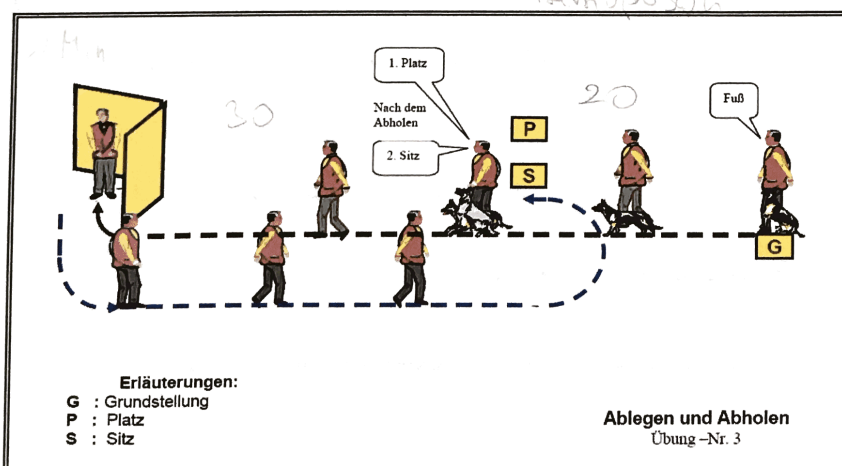 30
20
1. Platz
Nach dem
Abholen
2. Sitz
P
S
Fuß
G
Erläuterungen:
G : Grundstellung
P : Platz
S : Sitz
Ablegen und Abholen
Übung –Nr. 3